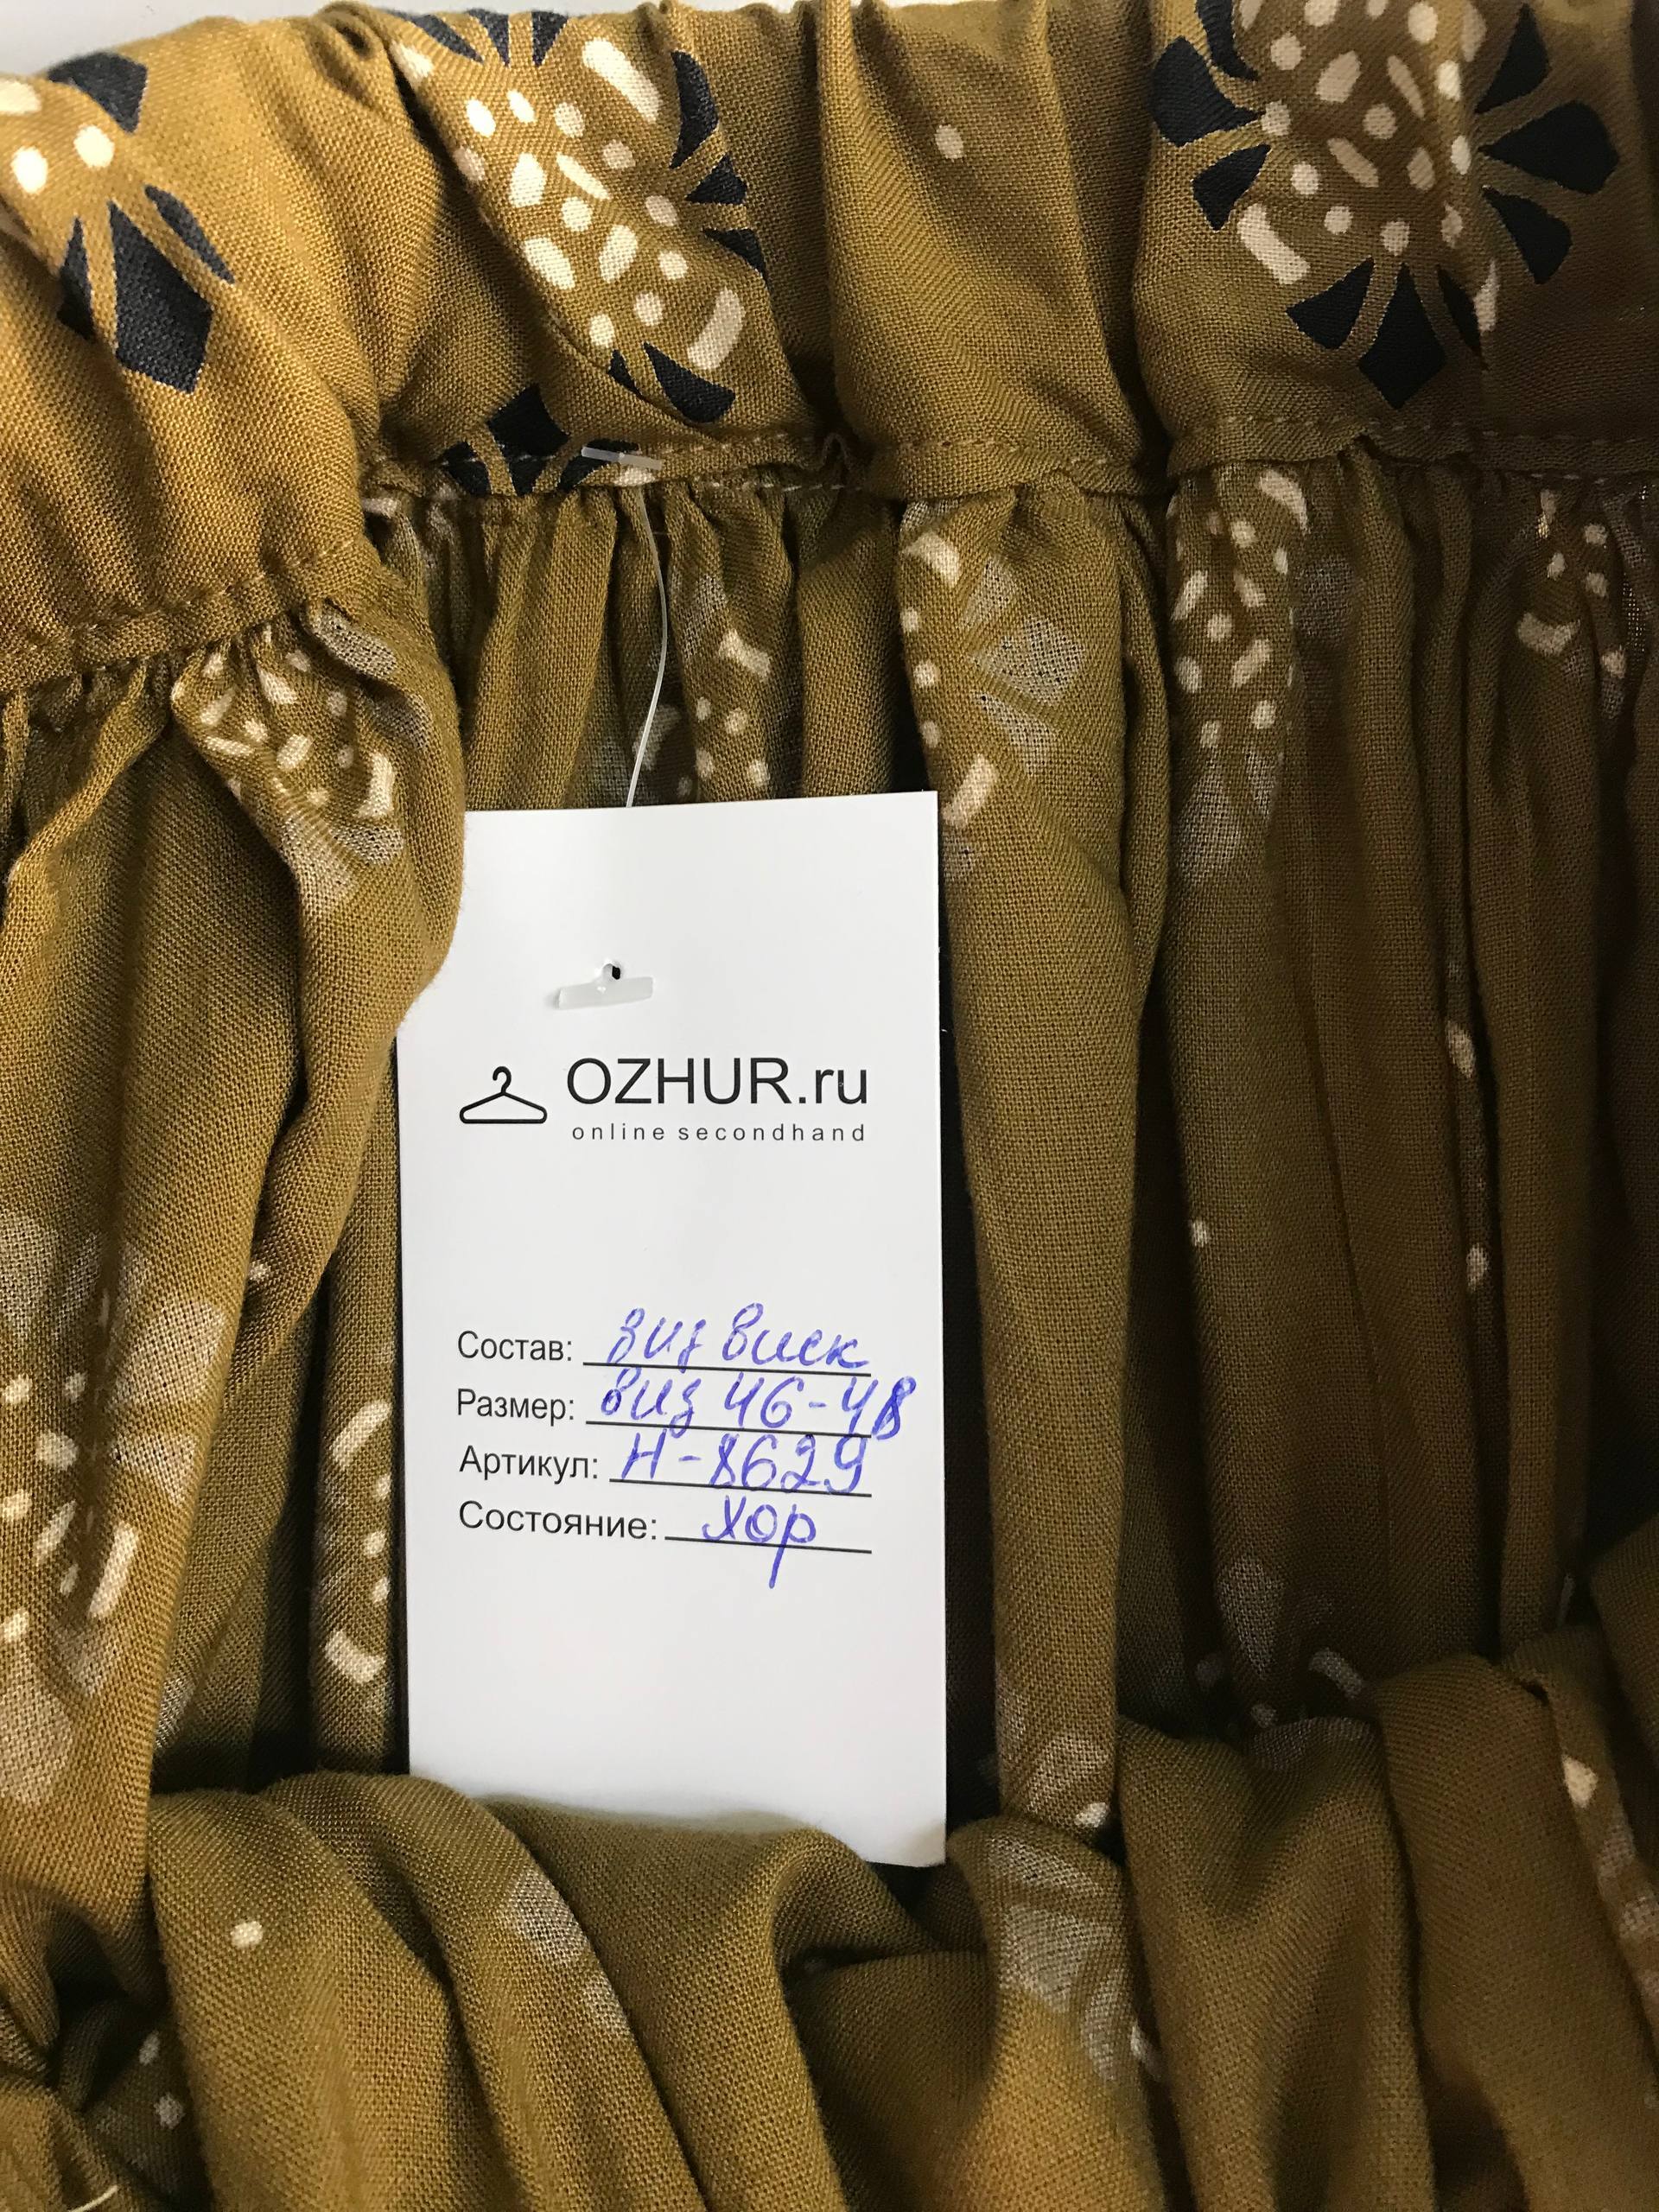 OZHUR.ru
online secondhand
Состав: виз виск
Размер: виз 46-48
Артикул: Н-8629
Состояние: хор